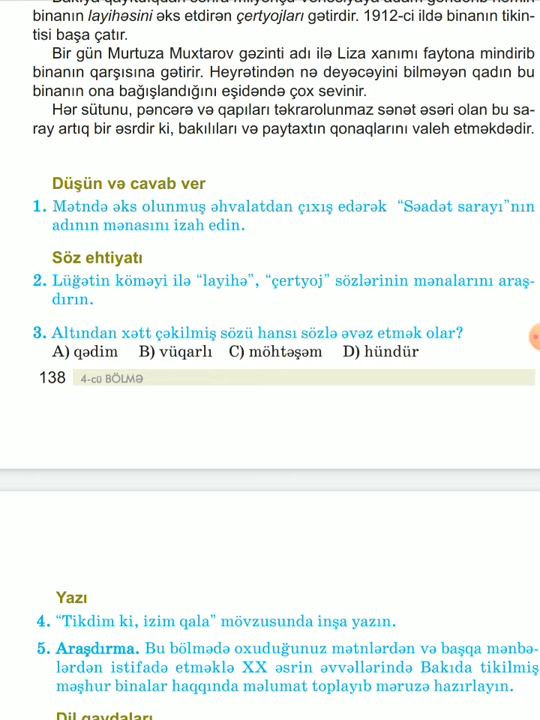 binanın layihəsini əks etdirən çertyojları gətirdir. 1912-ci ildə binanın tikin-
tisi başa çatır.
Bir gün Murtuza Muxtarov gəzinti adı ilə Liza xanımı faytona mindirib
binanın qarşısına gətirir. Heyrətindən nə deyəcəyini bilməyən qadın bu
binanın ona bağışlandığını eşidəndə çox sevinir.
Hər sütunu, pəncərə və qapıları təkrarolunmaz sənət əsəri olan bu sa-
ray artıq bir əsrdir ki, bakılıları və paytaxtın qonaqlarını valeh etməkdədir.
Düşün və cavab ver
1. Mətndə əks olunmuş əhvalatdan çıxış edərək “Səadət sarayı”nın
adının mənasını izah edin.
Söz ehtiyatı
2. Lüğətin köməyi ilə “layihə”, “çertyoj” sözlərinin mənalarını araş-
dırın.
3. Altından xətt çəkilmiş sözü hansı sözlə əvəz etmək olar?
A) qədim B) vüqarlı C) möhtəşəm D) hündür
138 4-cü BÖLMƏ
Yazı
4. “Tikdim ki, izim qala” mövzusunda inşa yazın.
5. Araşdırma. Bu bölmədə oxuduğunuz mətnlərdən və başqa mənbə-
lərdən istifadə etməklə XX əsrin əvvəllərində Bakıda tikilmiş
məşhur binalar haqqında məlumat toplayıb məruzə hazırlayın.
Dil qaydaları